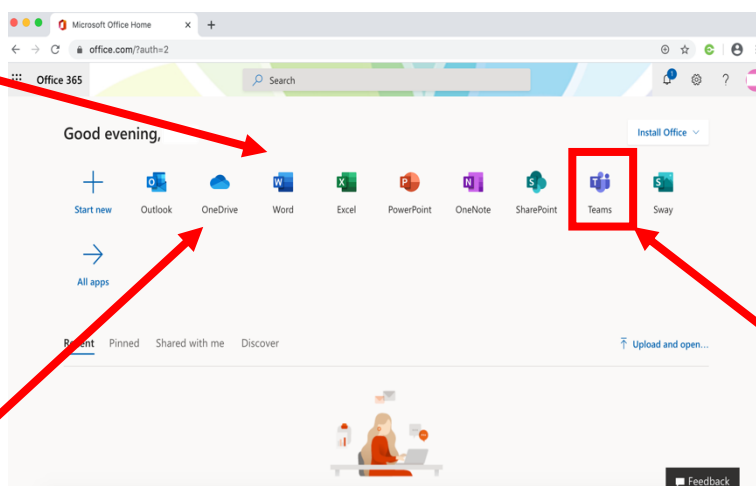 Microsoft Office Home
office.com/?auth=2
Office 365
Search
1
?
Good evening,
Install Office
Start new Outlook OneDrive Word Excel PowerPoint OneNote SharePoint Teams Sway
All apps
Recent Pinned Shared with me Discover
Upload and open...
Feedback